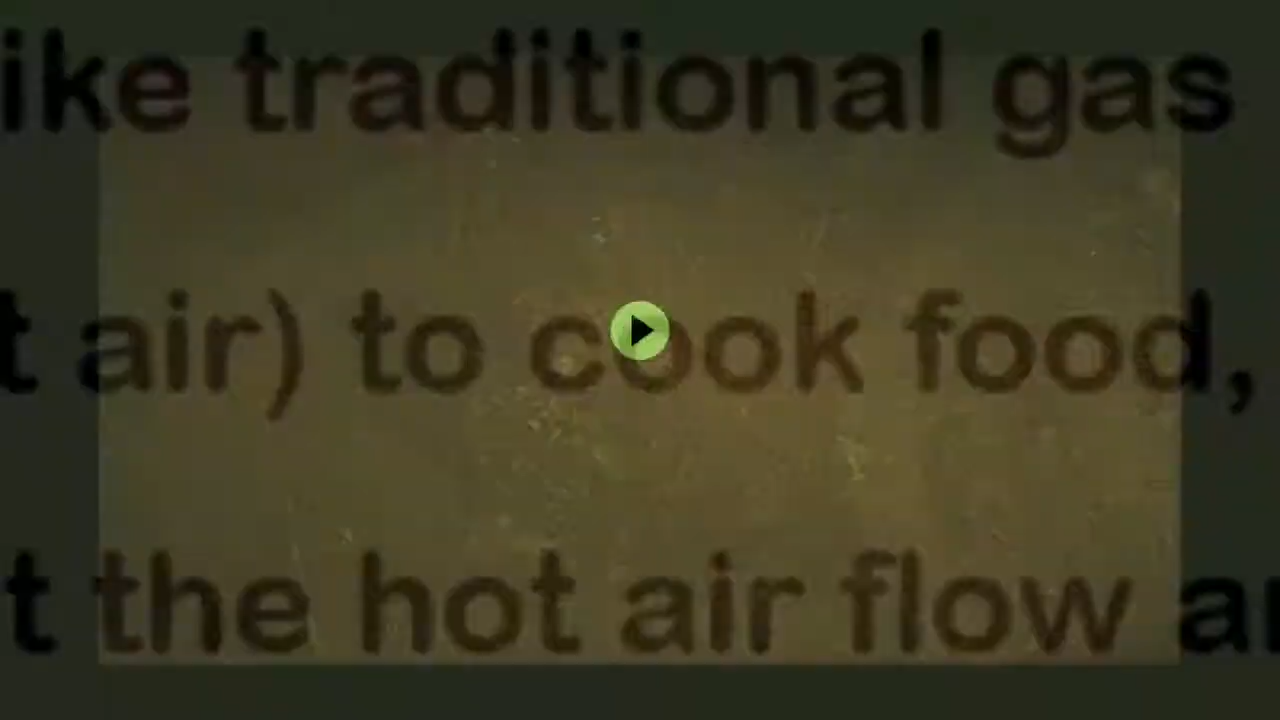 ike traditional gas
t air) to cook food,
t the hot air flow ar